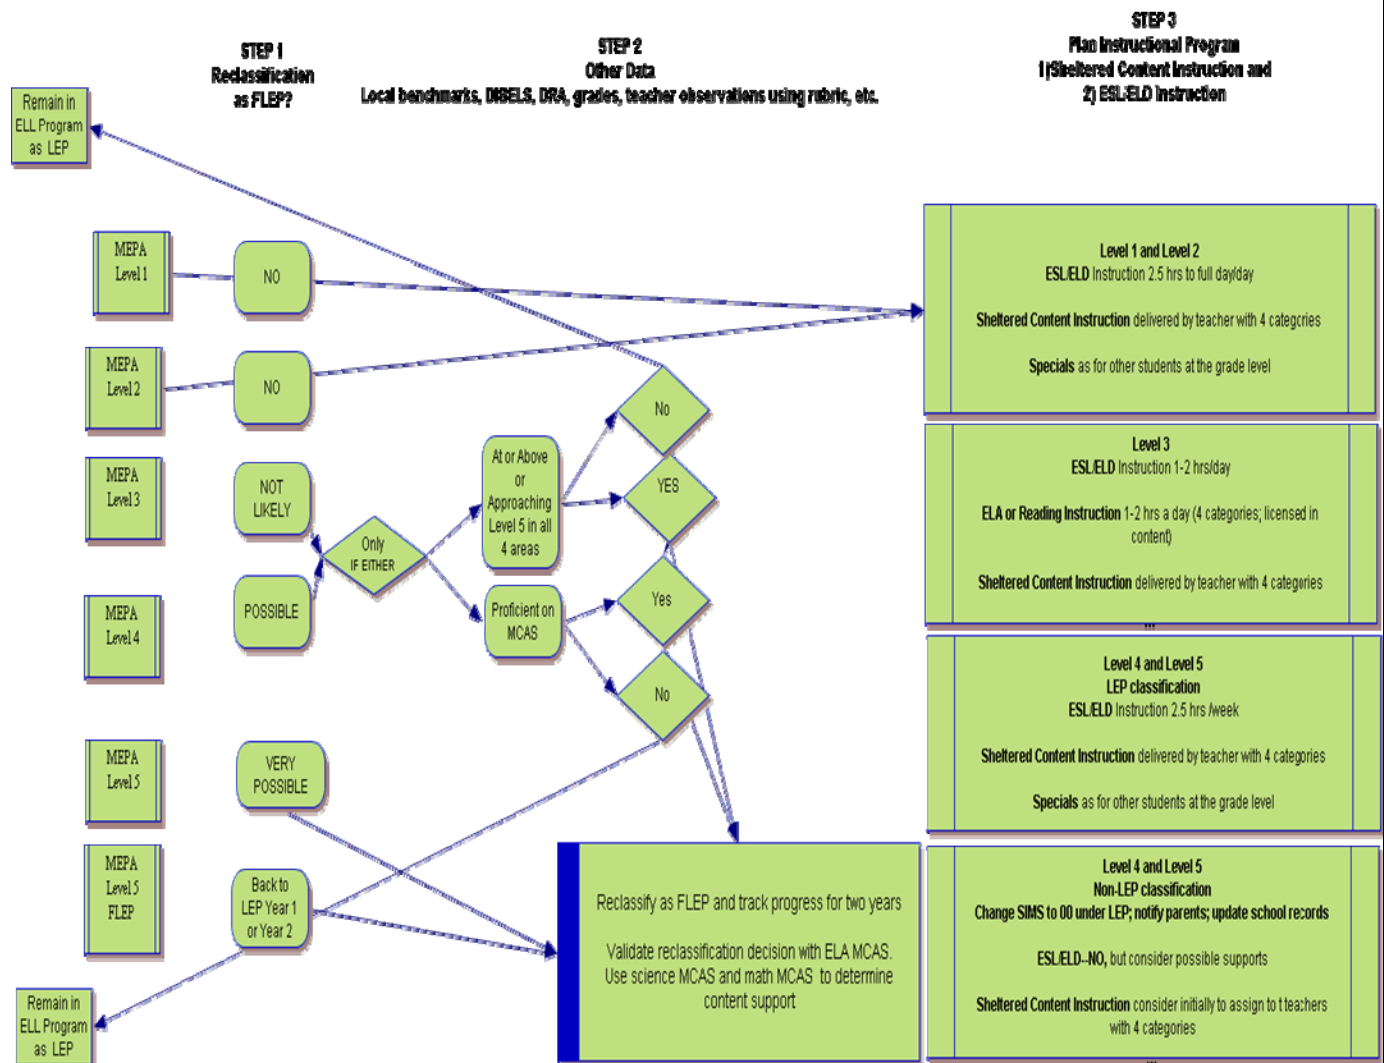 STEP 1
Reclassification
as FLEP?
STEP 2
Other Data
Local benchmarks, DIBELS, DRA, grades, teacher observations using rubric, etc.
STEP 3
Plan Instructional Program
1)Sheltered Content Instruction and
2) ESL/ELD Instruction
Remain in
ELL Program
as LEP
MEPA
Level 1
NO
MEPA
Level 2
NO
MEPA
Level 3
NOT
LIKELY
MEPA
Level 4
POSSIBLE
Only
IF EITHER
At or Above
or
Approaching
Level 5 in all
4 areas
No
YES
Proficient on
MCAS
Yes
No
MEPA
Level 5
VERY
POSSIBLE
MEPA
Level 5
FLEP
Back to
LEP Year 1
or Year 2
Remain in
ELL Program
as LEP
Reclassify as FLEP and track progress for two years
Validate reclassification decision with ELA MCAS.
Use science MCAS and math MCAS to determine
content support
Level 1 and Level 2
ESL/ELD Instruction 2.5 hrs to full day/day
Sheltered Content Instruction delivered by teacher with 4 categories
Specials as for other students at the grade level
Level 3
ESL/ELD Instruction 1-2 hrs/day
ELA or Reading Instruction 1-2 hrs a day (4 categories; licensed in
content)
Sheltered Content Instruction delivered by teacher with 4 categories
...
Level 4 and Level 5
LEP classification
ESL/ELD Instruction 2.5 hrs /week
Sheltered Content Instruction delivered by teacher with 4 categories
Specials as for other students at the grade level
Level 4 and Level 5
Non-LEP classification
Change SIMS to 00 under LEP; notify parents; update school records
ESL/ELD--NO, but consider possible supports
Sheltered Content Instruction consider initially to assign to t teachers
with 4 categories
...